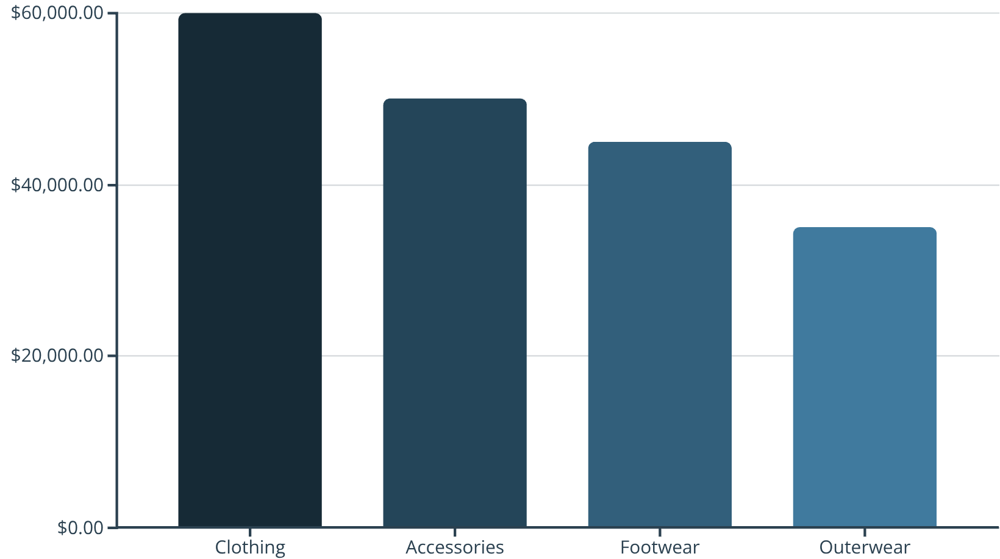 $60,000.00
$40,000.00
$20,000.00
$0.00
Clothing
Accessories
Footwear
Outerwear